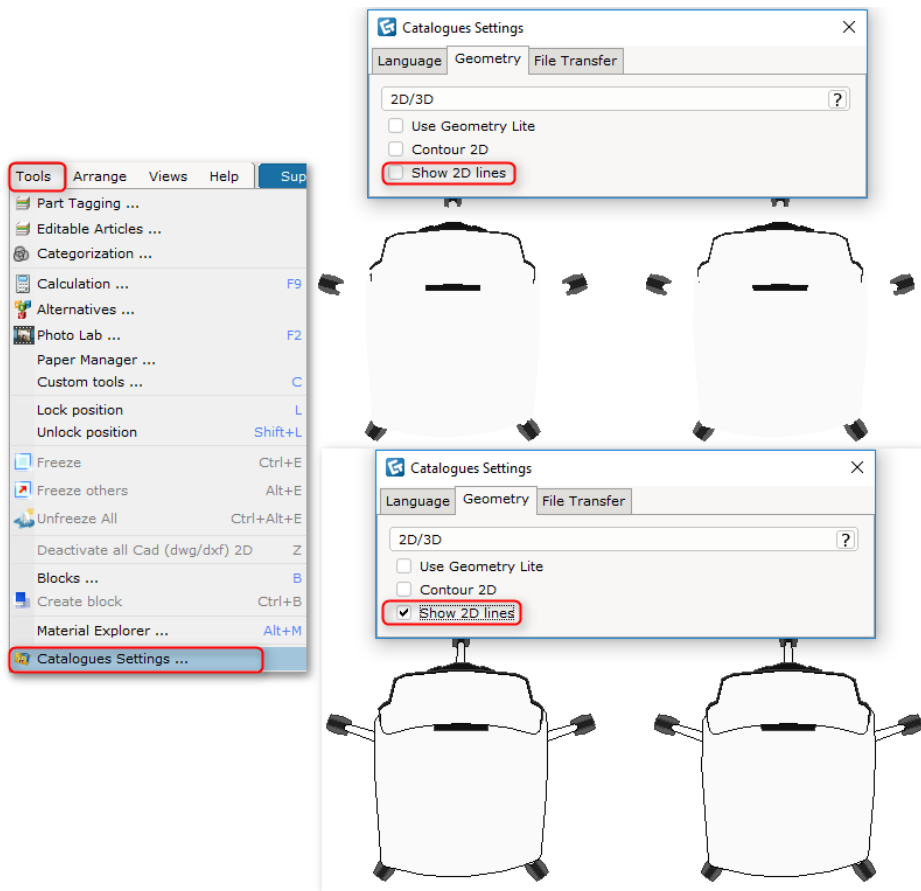 Catalogues Settings
Language Geometry File Transfer
2D/3D ?
Use Geometry Lite
Contour 2D
Show 2D lines
Tools Arrange Views Help Sup
Part Tagging ...
Editable Articles ...
Categorization ...
Calculation ... F9
Alternatives ...
Photo Lab ... F2
Paper Manager ...
Custom tools ... C
Lock position L
Unlock position Shift+L
Freeze Ctrl+E
Freeze others Alt+E
Unfreeze All Ctrl+Alt+E
Deactivate all Cad (dwg/dxf) 2D Z
Blocks ... B
Create block Ctrl+B
Material Explorer ... Alt+M
Catalogues Settings ...
Catalogues Settings
Language Geometry File Transfer
2D/3D ?
Use Geometry Lite
Contour 2D
Show 2D lines